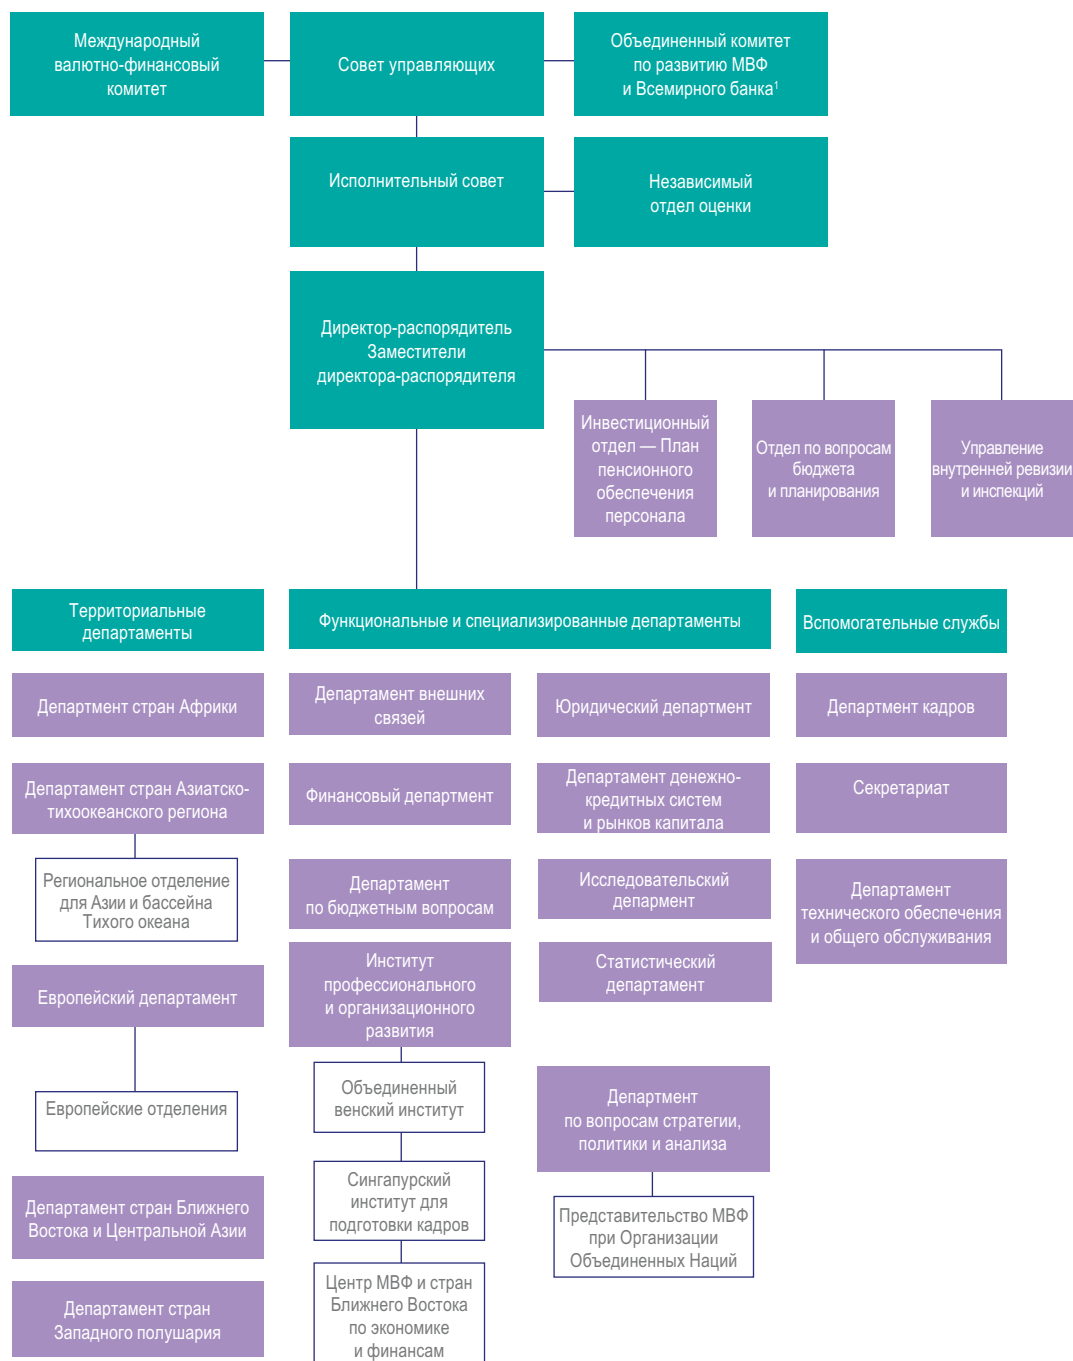 Международный
валютно-финансовый
комитет
Совет управляющих
Объединенный комитет
по развитию МВФ
и Всемирного банка¹
Исполнительный совет
Независимый
отдел оценки
Директор-распорядитель
Заместители
директора-распорядителя
Инвестиционный
отдел — План
пенсионного
обеспечения
персонала
Отдел по вопросам
бюджета
и планирования
Управление
внутренней ревизии
и инспекций
Территориальные
департаменты
Департмент стран Африки
Департамент стран Азиатско-
тихоокеанского региона
Региональное отделение
для Азии и бассейна
Тихого океана
Европейский департамент
Европейские отделения
Департамент стран Ближнего
Востока и Центральной Азии
Департамент стран
Западного полушария
Функциональные и специализированные департаменты
Департамент внешних
связей
Финансовый департамент
Департамент
по бюджетным вопросам
Институт
профессионального
и организационного
развития
Объединенный
венский институт
Сингапурский
институт для
подготовки кадров
Центр МВФ и стран
Ближнего Востока
по экономике
и финансам
Юридический департмент
Департамент денежно-
кредитных систем
и рынков капитала
Исследовательский
депармент
Статистический
департамент
Департамент
по вопросам стратегии,
политики и анализа
Представительство МВФ
при Организации
Объединенных Наций
Вспомогательные службы
Департмент кадров
Секретариат
Департамент
технического обеспечения
и общего обслуживания